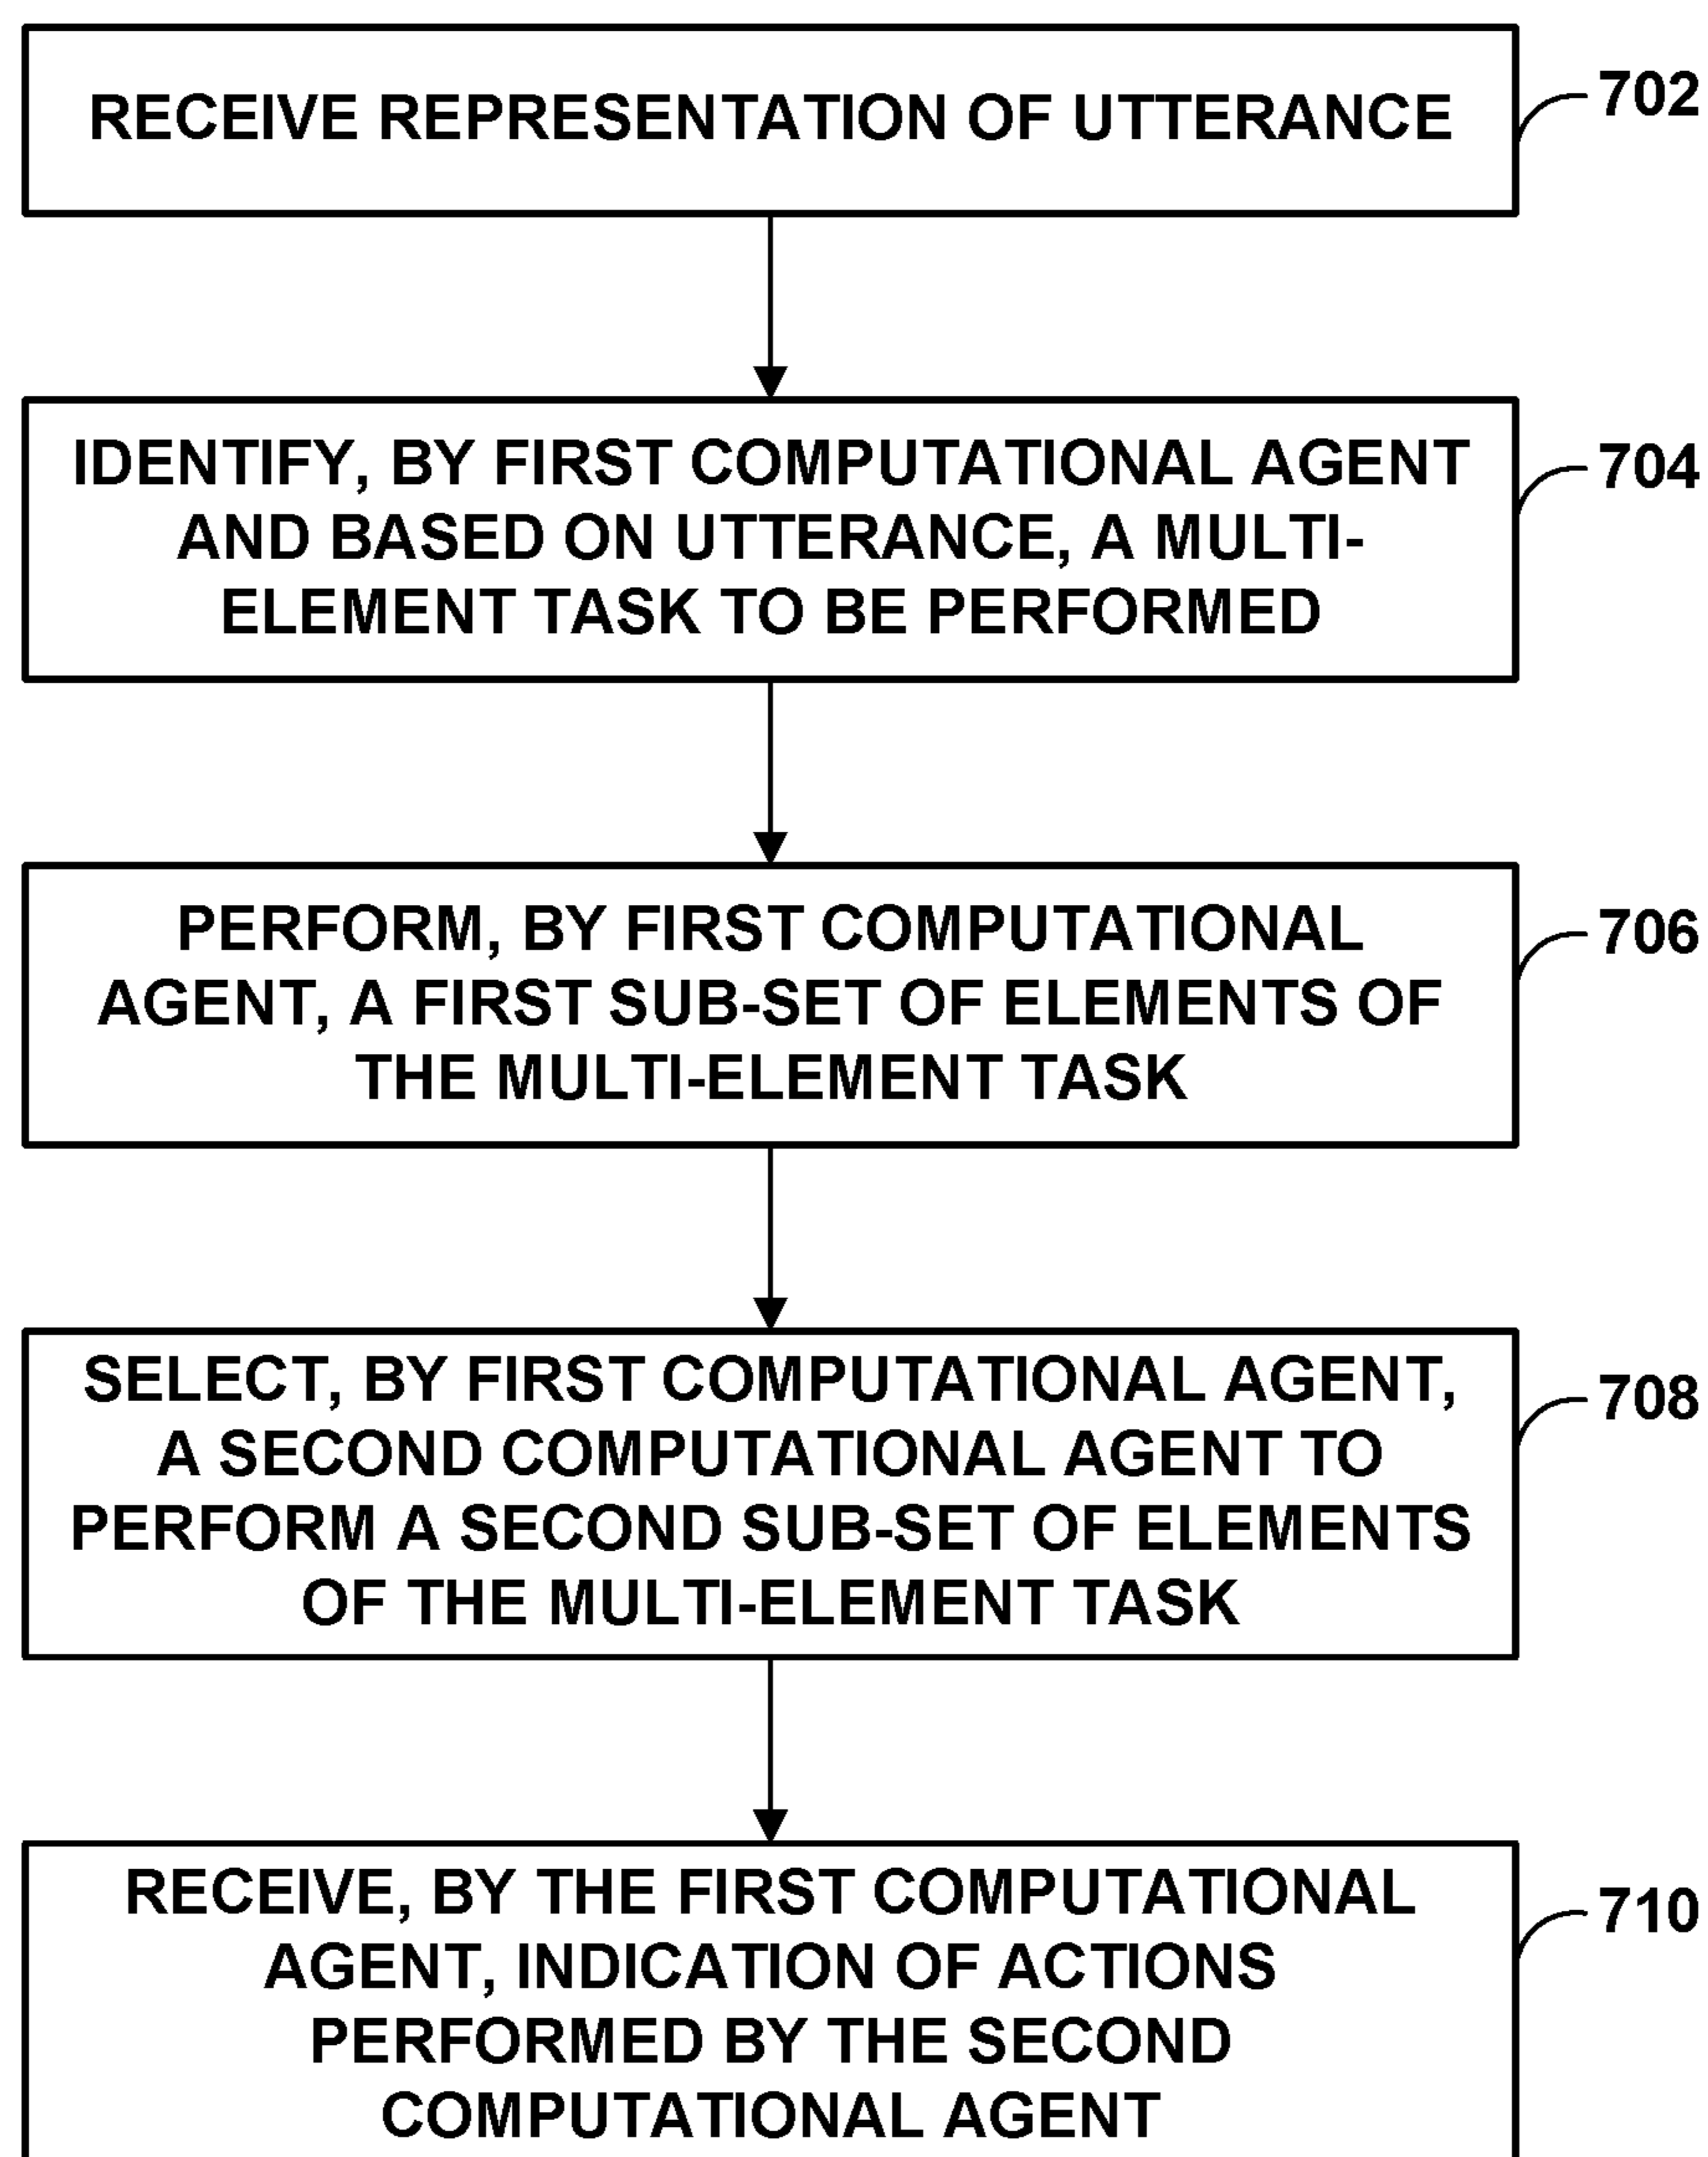 RECEIVE REPRESENTATION OF UTTERANCE
702
IDENTIFY, BY FIRST COMPUTATIONAL AGENT
AND BASED ON UTTERANCE, A MULTI-
ELEMENT TASK TO BE PERFORMED
704
PERFORM, BY FIRST COMPUTATIONAL
AGENT, A FIRST SUB-SET OF ELEMENTS OF
THE MULTI-ELEMENT TASK
706
SELECT, BY FIRST COMPUTATIONAL AGENT,
A SECOND COMPUTATIONAL AGENT TO
PERFORM A SECOND SUB-SET OF ELEMENTS
OF THE MULTI-ELEMENT TASK
708
RECEIVE, BY THE FIRST COMPUTATIONAL
AGENT, INDICATION OF ACTIONS
PERFORMED BY THE SECOND
COMPUTATIONAL AGENT
710